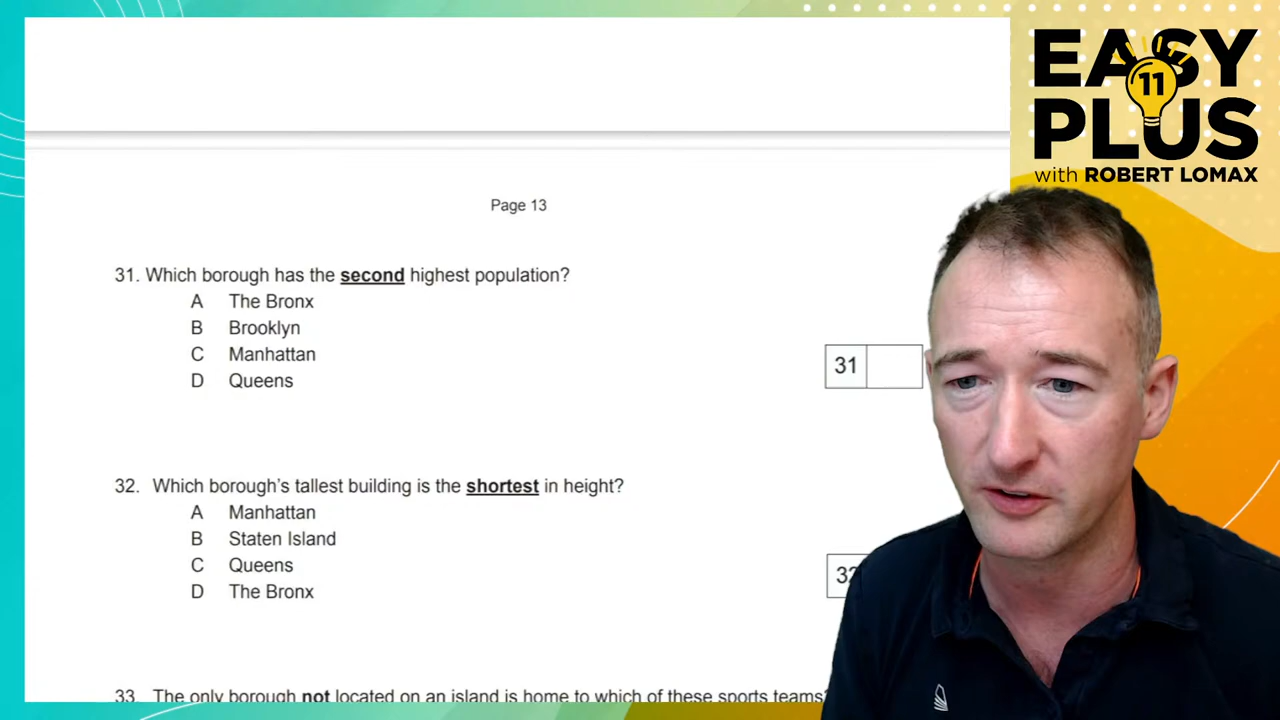 EASY
11
PLUS
with ROBERT LOMAX
Page 13
31. Which borough has the second highest population?
A The Bronx
B Brooklyn
C Manhattan
D Queens
31
32. Which borough's tallest building is the shortest in height?
A Manhattan
B Staten Island
C Queens
D The Bronx
32
33. The only borough not located on an island is home to which of these sports teams?